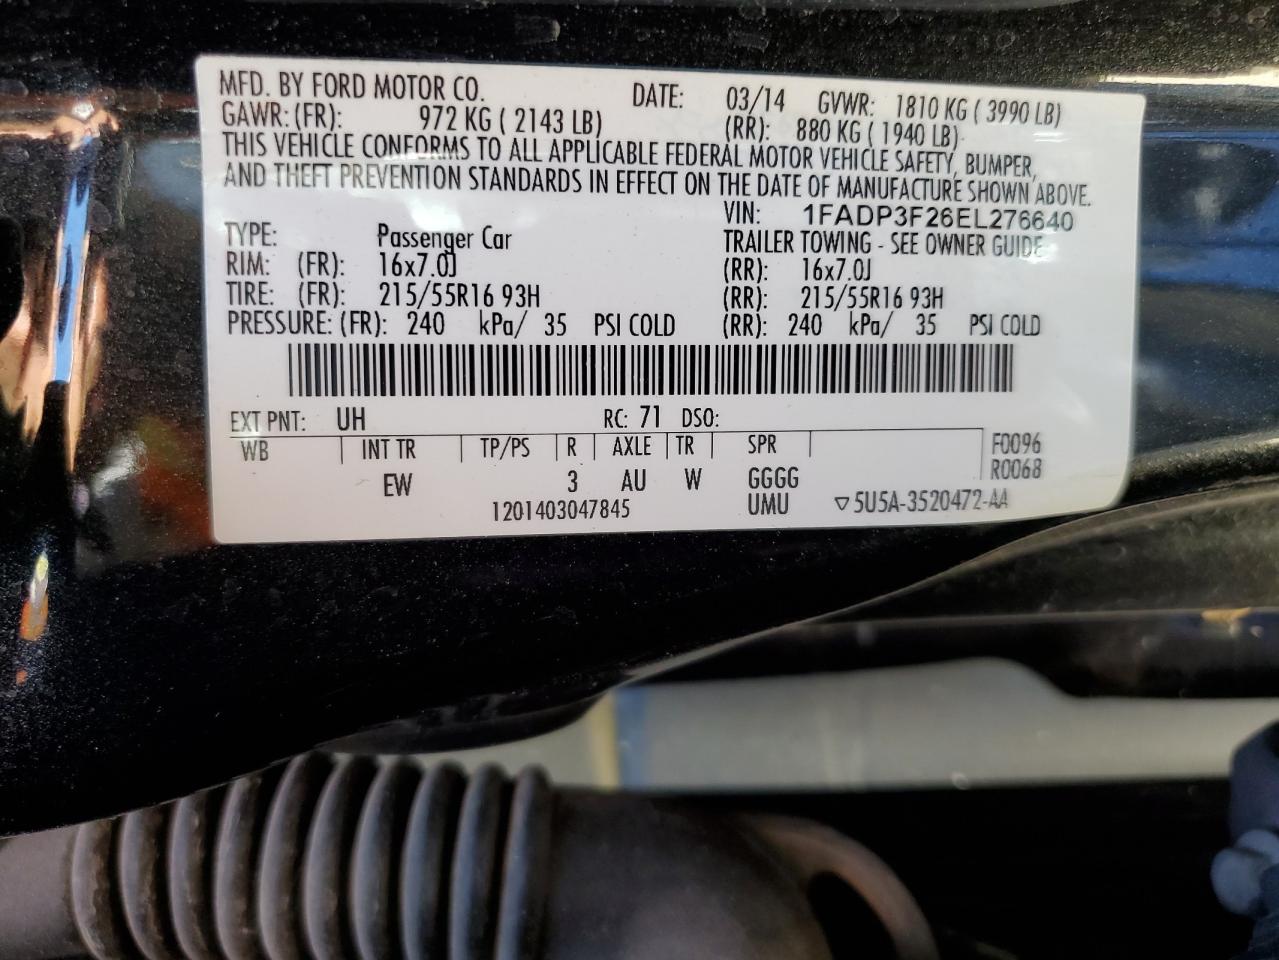 MFD. BY FORD MOTOR CO. DATE: 03/14 GVWR: 1810 KG ( 3990 LB)
GAWR: (FR): 972 KG ( 2143 LB) (RR): 880 KG ( 1940 LB)
THIS VEHICLE CONFORMS TO ALL APPLICABLE FEDERAL MOTOR VEHICLE SAFETY, BUMPER,
AND THEFT PREVENTION STANDARDS IN EFFECT ON THE DATE OF MANUFACTURE SHOWN ABOVE.
VIN: 1FADP3F26EL276640
TYPE: Passenger Car TRAILER TOWING - SEE OWNER GUIDE
RIM: (FR): 16x7.0J (RR): 16x7.0J
TIRE: (FR): 215/55R16 93H (RR): 215/55R16 93H
PRESSURE: (FR): 240 kPa/ 35 PSI COLD (RR): 240 kPa/ 35 PSI COLD
EXT PNT: UH RC: 71 DSO:
WB INT TR TP/PS R AXLE TR SPR F0096
R0068
EW 3 AU W GGGG
1201403047845 UMU ▽5U5A-3520472-AA